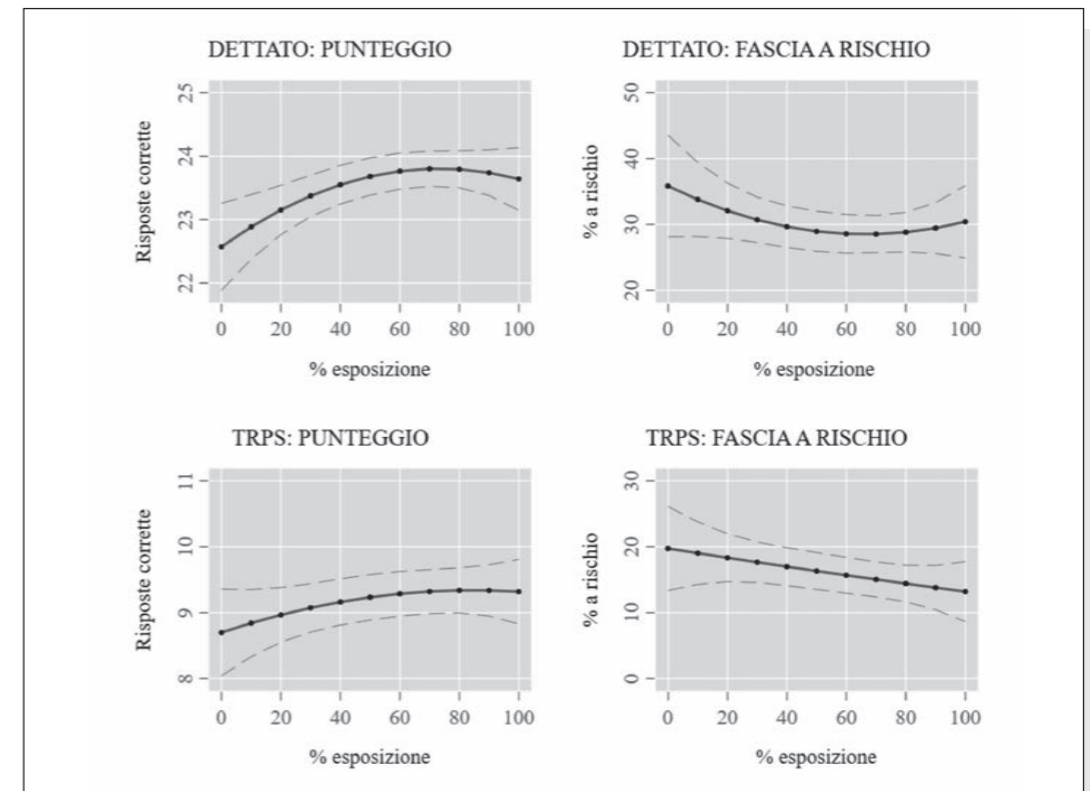 DETTATO: PUNTEGGIO
Risposte corrette
25
24
23
22
0 20 40 60 80 100
% esposizione
DETTATO: FASCIA A RISCHIO
% a rischio
50
40
30
20
0 20 40 60 80 100
% esposizione
TRPS: PUNTEGGIO
Risposte corrette
11
10
9
8
0 20 40 60 80 100
% esposizione
TRPS: FASCIA A RISCHIO
% a rischio
30
20
10
0
0 20 40 60 80 100
% esposizione